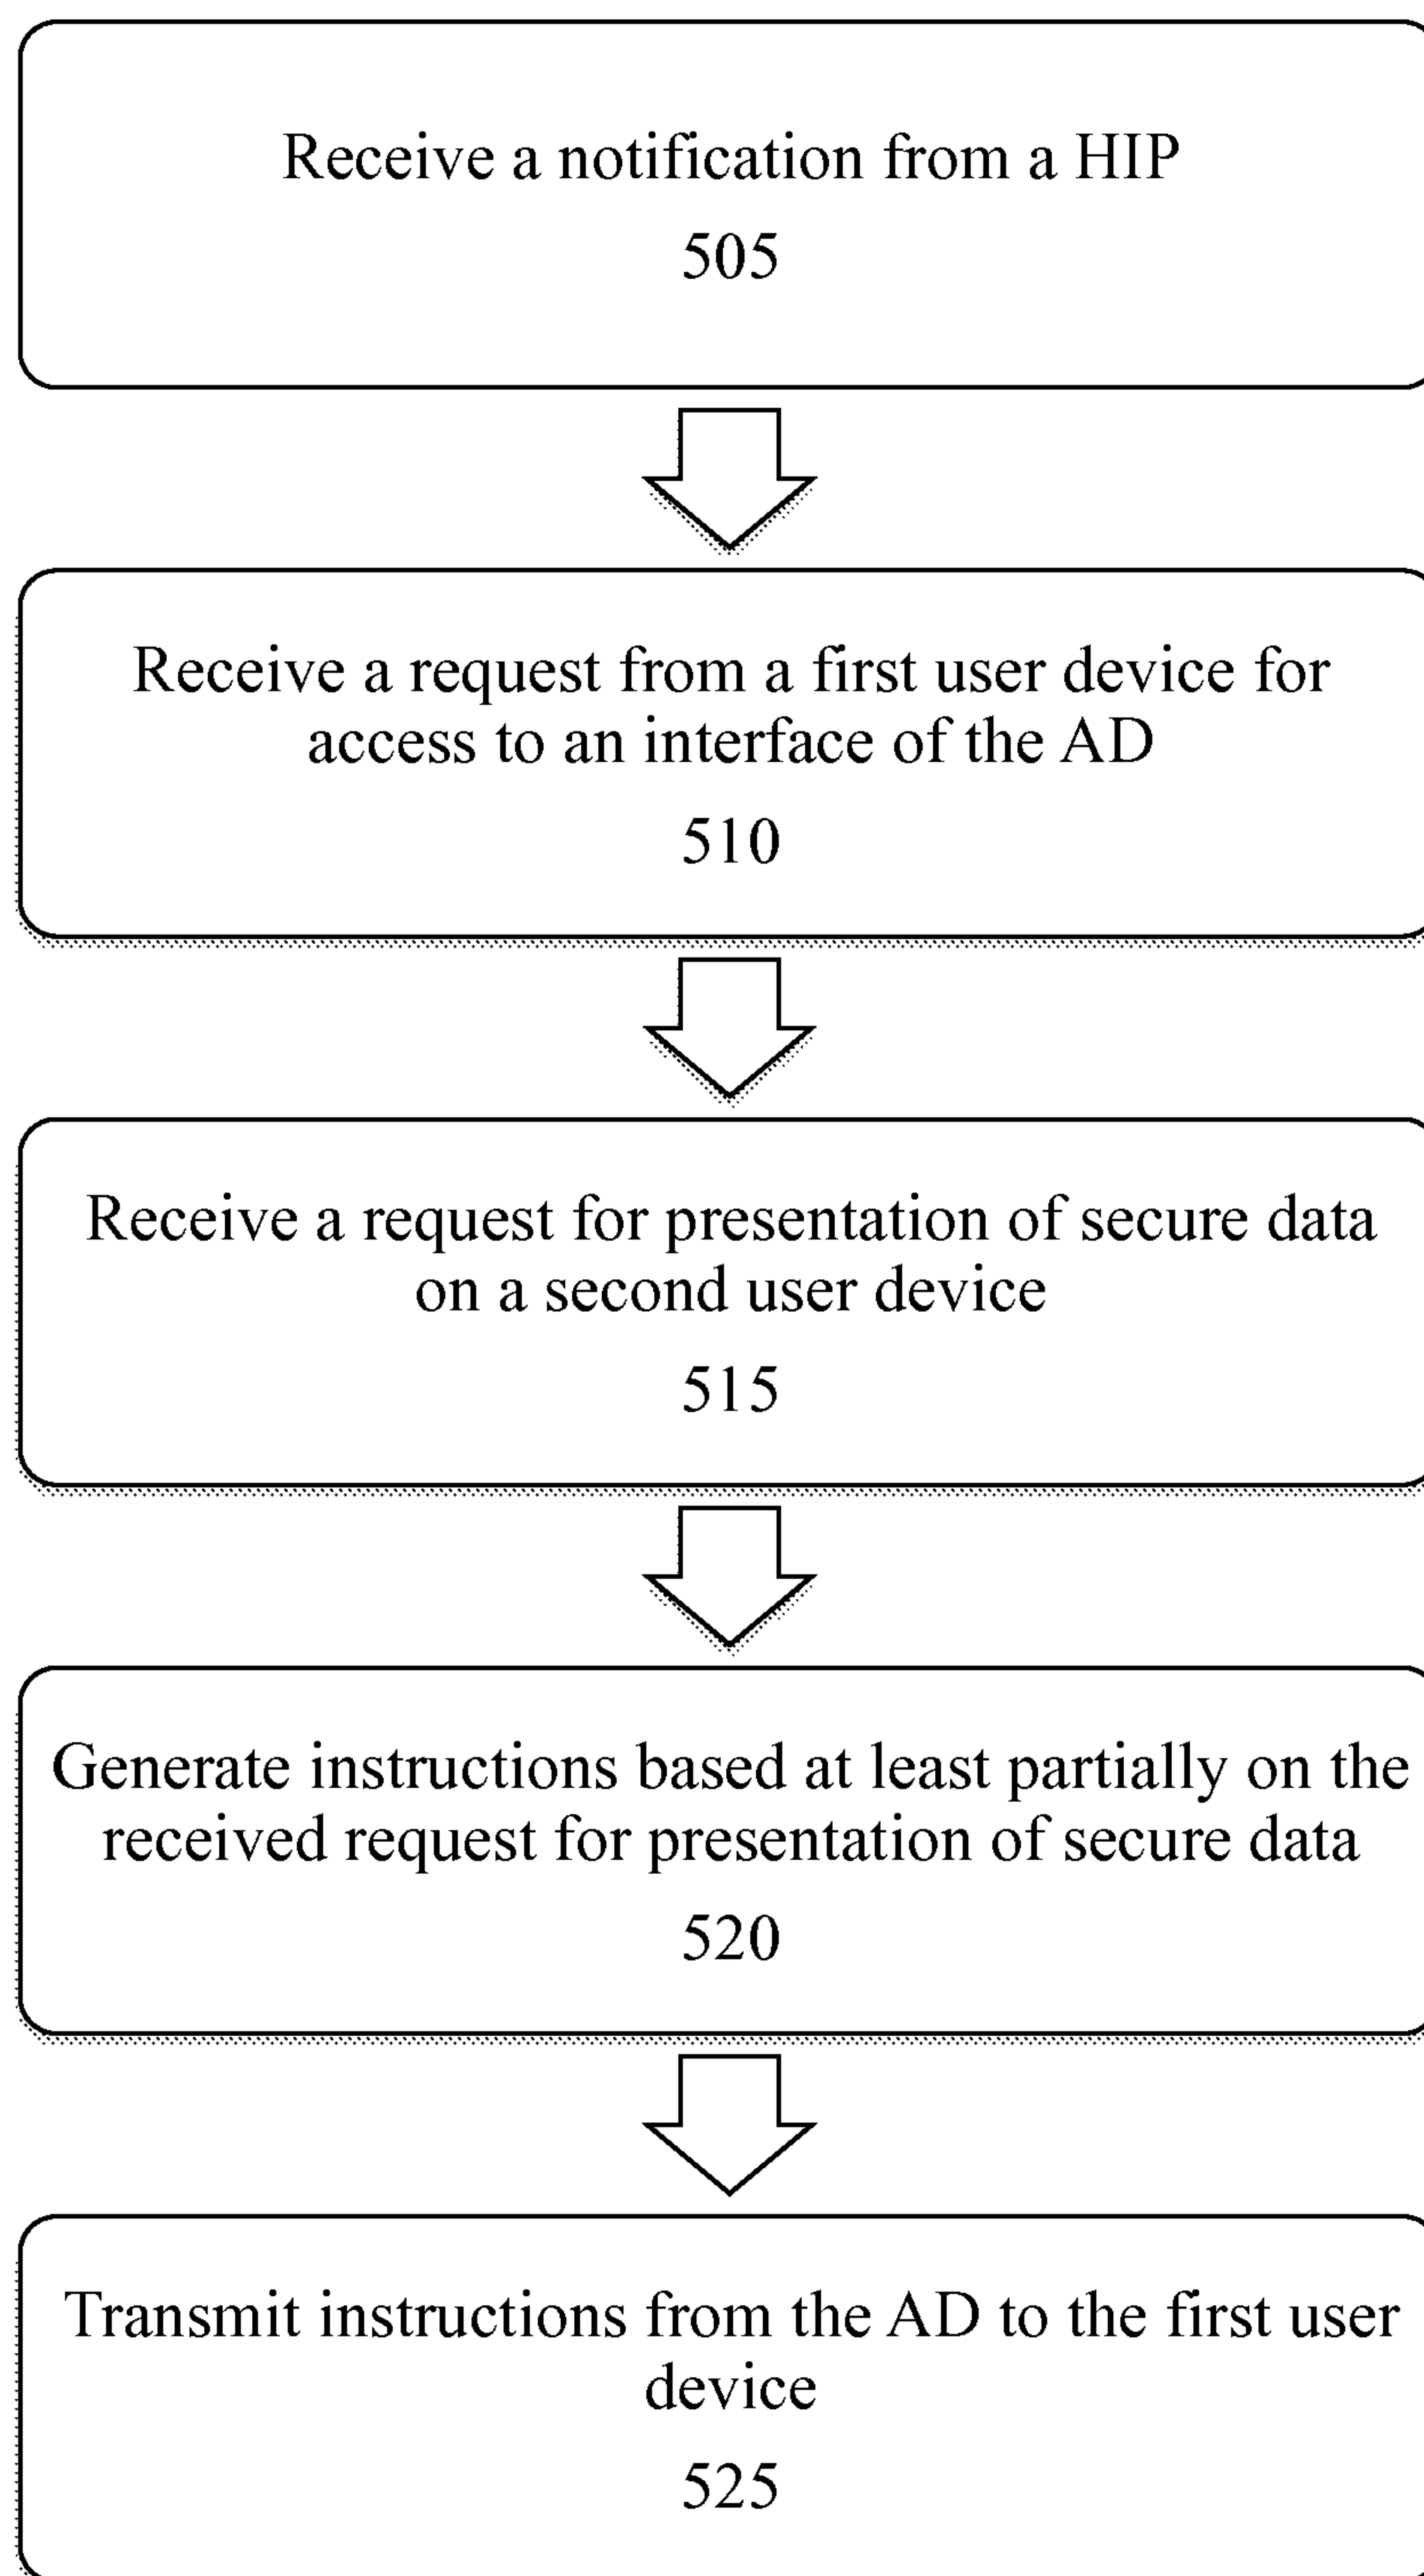 Receive a notification from a HIP
505
Receive a request from a first user device for
access to an interface of the AD
510
Receive a request for presentation of secure data
on a second user device
515
Generate instructions based at least partially on the
received request for presentation of secure data
520
Transmit instructions from the AD to the first user
device
525